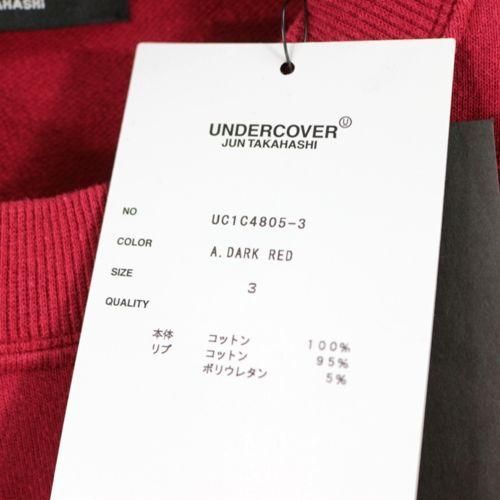 AKAHASHI
UNDERCOVER U
JUN TAKAHASHI
NO UC1C4805-3
COLOR A.DARK RED
SIZE 3
QUALITY
本体 コットン 100%
リブ コットン 95%
ポリウレタン 5%